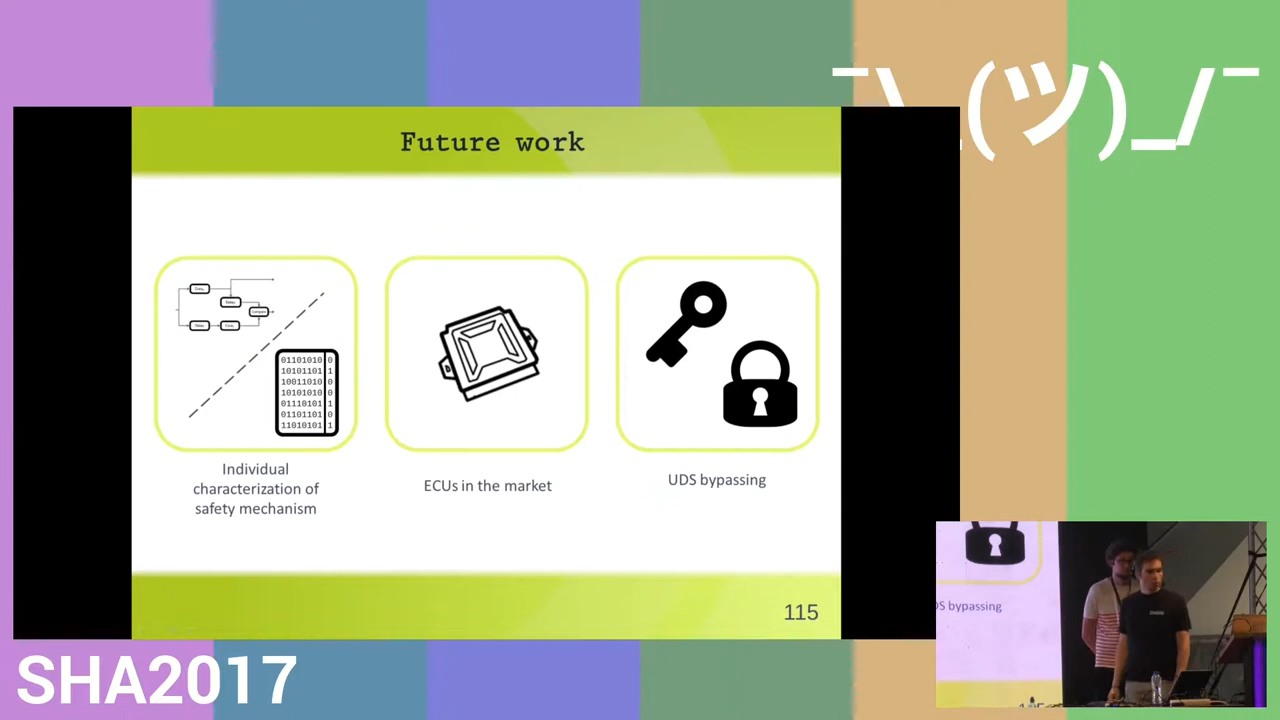 ¯\_(ツ)_/¯
Future work
01101010 0
10101101 1
10011010 0
10101010 0
01110101 1
01101101 0
11010101 1
Individual
characterization of
safety mechanism
ECUs in the market
UDS bypassing
115
DS bypassing
SHA2017